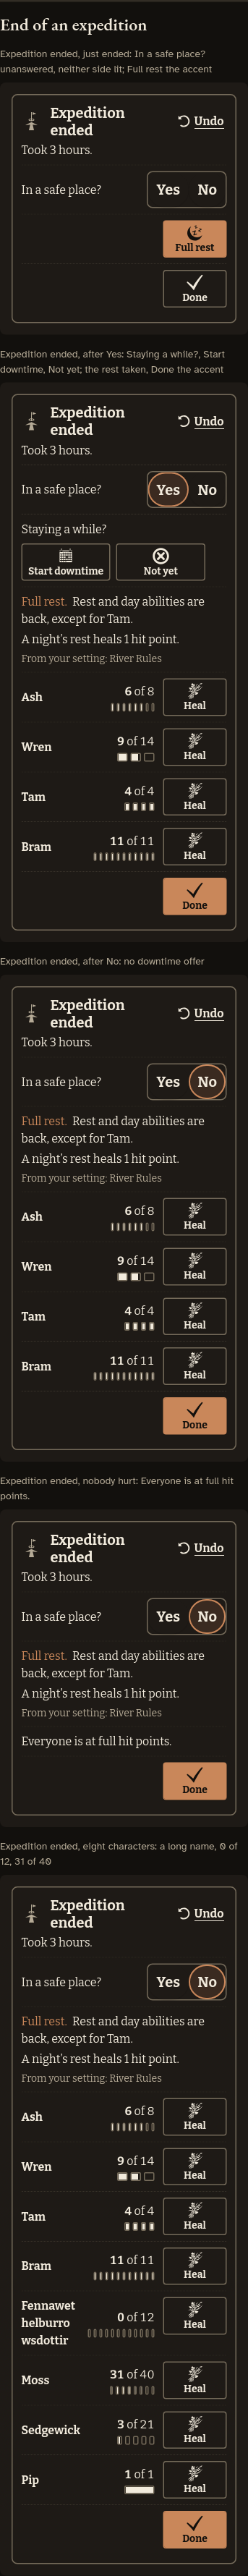 End of an expedition
Expedition ended, just ended: In a safe place?
unanswered, neither side lit; Full rest the accent
Expedition
ended
Undo
Took 3 hours.
In a safe place?
Yes
No
Full rest
Done
Expedition ended, after Yes: Staying a while?, Start
downtime, Not yet; the rest taken, Done the accent
Expedition
ended
Undo
Took 3 hours.
In a safe place?
Yes
No
Staying a while?
Start downtime
Not yet
Full rest. Rest and day abilities are
back, except for Tam.
A night's rest heals 1 hit point.
From your setting: River Rules
Ash
6 of 8
Heal
Wren
9 of 14
Heal
Tam
4 of 4
Heal
Bram
11 of 11
Heal
Done
Expedition ended, after No: no downtime offer
Expedition
ended
Undo
Took 3 hours.
In a safe place?
Yes
No
Full rest. Rest and day abilities are
back, except for Tam.
A night's rest heals 1 hit point.
From your setting: River Rules
Ash
6 of 8
Heal
Wren
9 of 14
Heal
Tam
4 of 4
Heal
Bram
11 of 11
Heal
Done
Expedition ended, nobody hurt: Everyone is at full hit
points.
Expedition
ended
Undo
Took 3 hours.
In a safe place?
Yes
No
Full rest. Rest and day abilities are
back, except for Tam.
A night's rest heals 1 hit point.
From your setting: River Rules
Everyone is at full hit points.
Done
Expedition ended, eight characters: a long name, 0 of
12, 31 of 40
Expedition
ended
Undo
Took 3 hours.
In a safe place?
Yes
No
Full rest. Rest and day abilities are
back, except for Tam.
A night's rest heals 1 hit point.
From your setting: River Rules
Ash
6 of 8
Heal
Wren
9 of 14
Heal
Tam
4 of 4
Heal
Bram
11 of 11
Heal
Fennawet
helburro
wsdottir
0 of 12
Heal
Moss
31 of 40
Heal
Sedgewick
3 of 21
Heal
Pip
1 of 1
Heal
Done